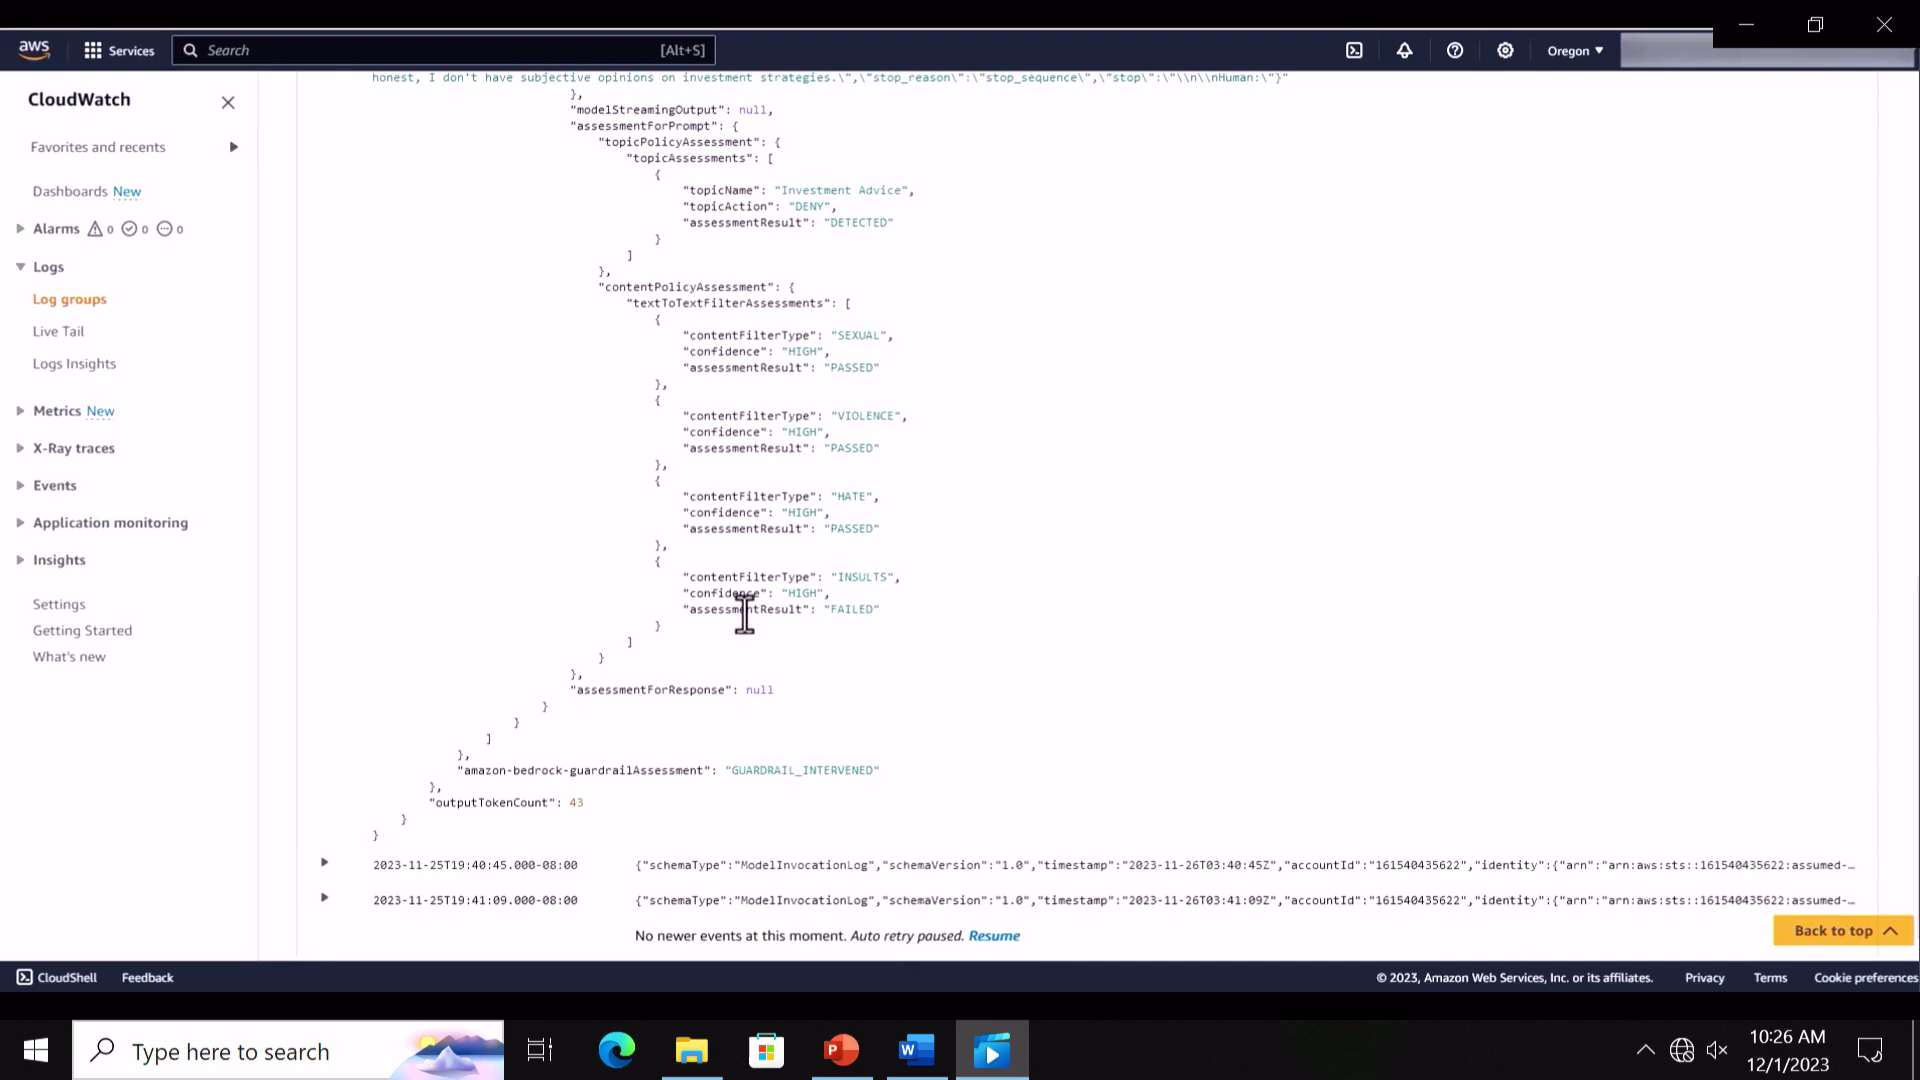 aws
Services
Search
[Alt+S]
Oregon
CloudWatch
Favorites and recents
Dashboards New
Alarms 0 0 0
Logs
Log groups
Live Tail
Logs Insights
Metrics New
X-Ray traces
Events
Application monitoring
Insights
Settings
Getting Started
What's new
honest, I don't have subjective opinions on investment strategies.\",\"stop_reason\":\"stop_sequence\",\"stop\":\"\\n\\nHuman:\"}"
},
"modelStreamingOutput": null,
"assessmentForPrompt": {
"topicPolicyAssessment": {
"topicAssessments": [
{
"topicName": "Investment Advice",
"topicAction": "DENY",
"assessmentResult": "DETECTED"
}
]
},
"contentPolicyAssessment": {
"textToTextFilterAssessments": [
{
"contentFilterType": "SEXUAL",
"confidence": "HIGH",
"assessmentResult": "PASSED"
},
{
"contentFilterType": "VIOLENCE",
"confidence": "HIGH",
"assessmentResult": "PASSED"
},
{
"contentFilterType": "HATE",
"confidence": "HIGH",
"assessmentResult": "PASSED"
},
{
"contentFilterType": "INSULTS",
"confidence": "HIGH",
"assessmentResult": "FAILED"
}
]
}
},
"assessmentForResponse": null
}
}
]
},
"amazon-bedrock-guardrailAssessment": "GUARDRAIL_INTERVENED"
},
"outputTokenCount": 43
}
}
2023-11-25T19:40:45.000-08:00 {"schemaType":"ModelInvocationLog","schemaVersion":"1.0","timestamp":"2023-11-26T03:40:45Z","accountId":"161540435622","identity":{"arn":"arn:aws:sts::161540435622:assumed-…
2023-11-25T19:41:09.000-08:00 {"schemaType":"ModelInvocationLog","schemaVersion":"1.0","timestamp":"2023-11-26T03:41:09Z","accountId":"161540435622","identity":{"arn":"arn:aws:sts::161540435622:assumed-…
No newer events at this moment. Auto retry paused. Resume
Back to top
CloudShell
Feedback
© 2023, Amazon Web Services, Inc. or its affiliates.
Privacy
Terms
Cookie preferences
Type here to search
P
W
10:26 AM
12/1/2023